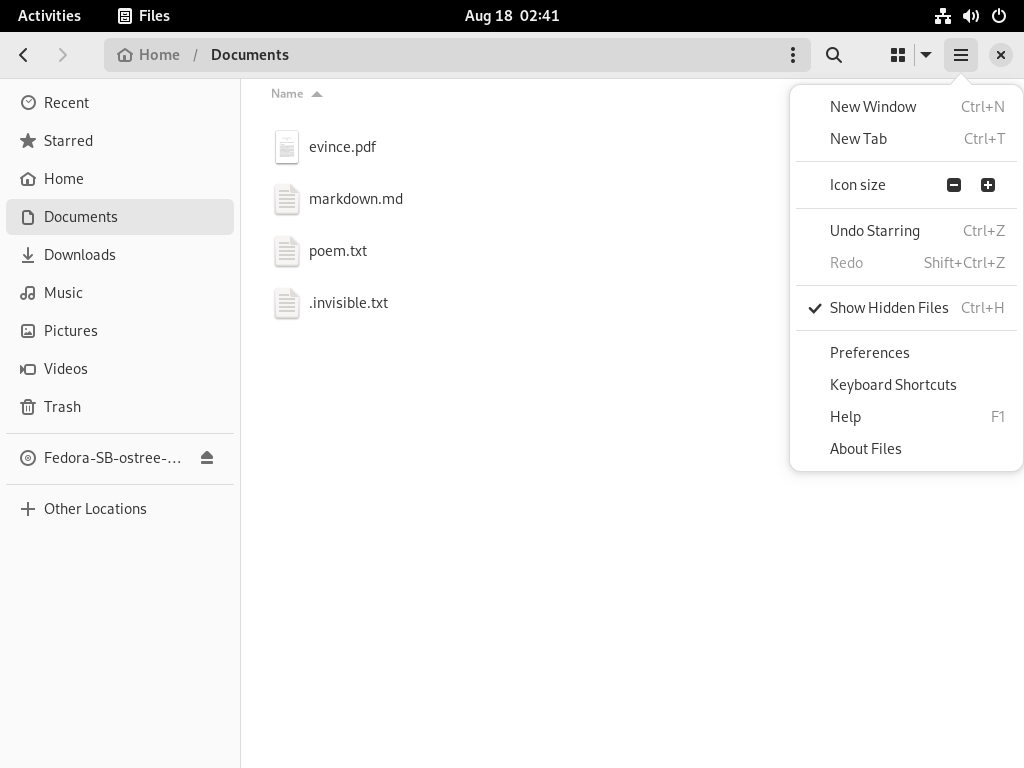 Activities
Files
Aug 18 02:41
Home / Documents
Recent
Starred
Home
Documents
Downloads
Music
Pictures
Videos
Trash
Fedora-SB-ostree-…
Other Locations
Name
evince.pdf
markdown.md
poem.txt
.invisible.txt
New Window Ctrl+N
New Tab Ctrl+T
Icon size
Undo Starring Ctrl+Z
Redo Shift+Ctrl+Z
Show Hidden Files Ctrl+H
Preferences
Keyboard Shortcuts
Help F1
About Files